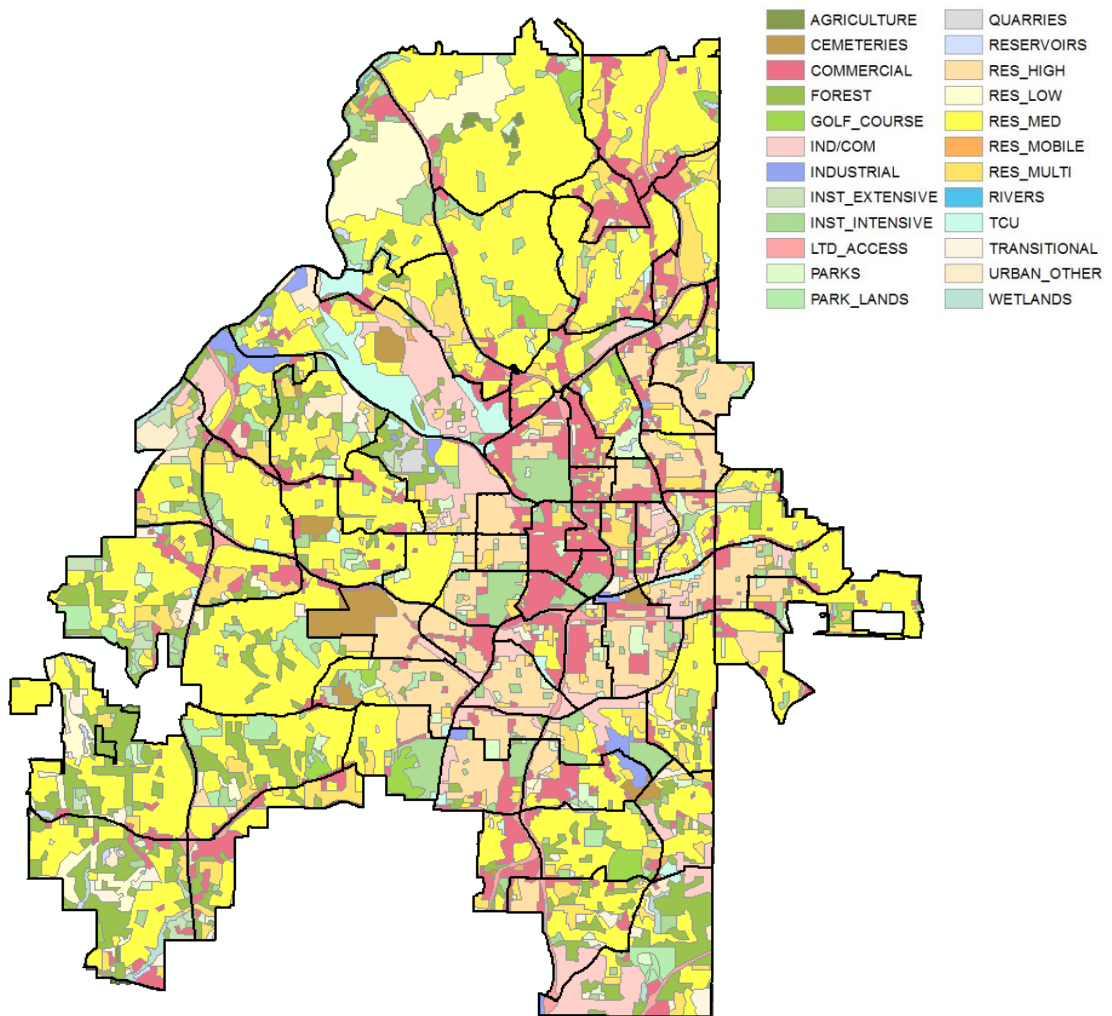 AGRICULTURE
CEMETERIES
COMMERCIAL
FOREST
GOLF_COURSE
IND/COM
INDUSTRIAL
INST_EXTENSIVE
INST_INTENSIVE
LTD_ACCESS
PARKS
PARK_LANDS
QUARRIES
RESERVOIRS
RES_HIGH
RES_LOW
RES_MED
RES_MOBILE
RES_MULTI
RIVERS
TCU
TRANSITIONAL
URBAN_OTHER
WETLANDS